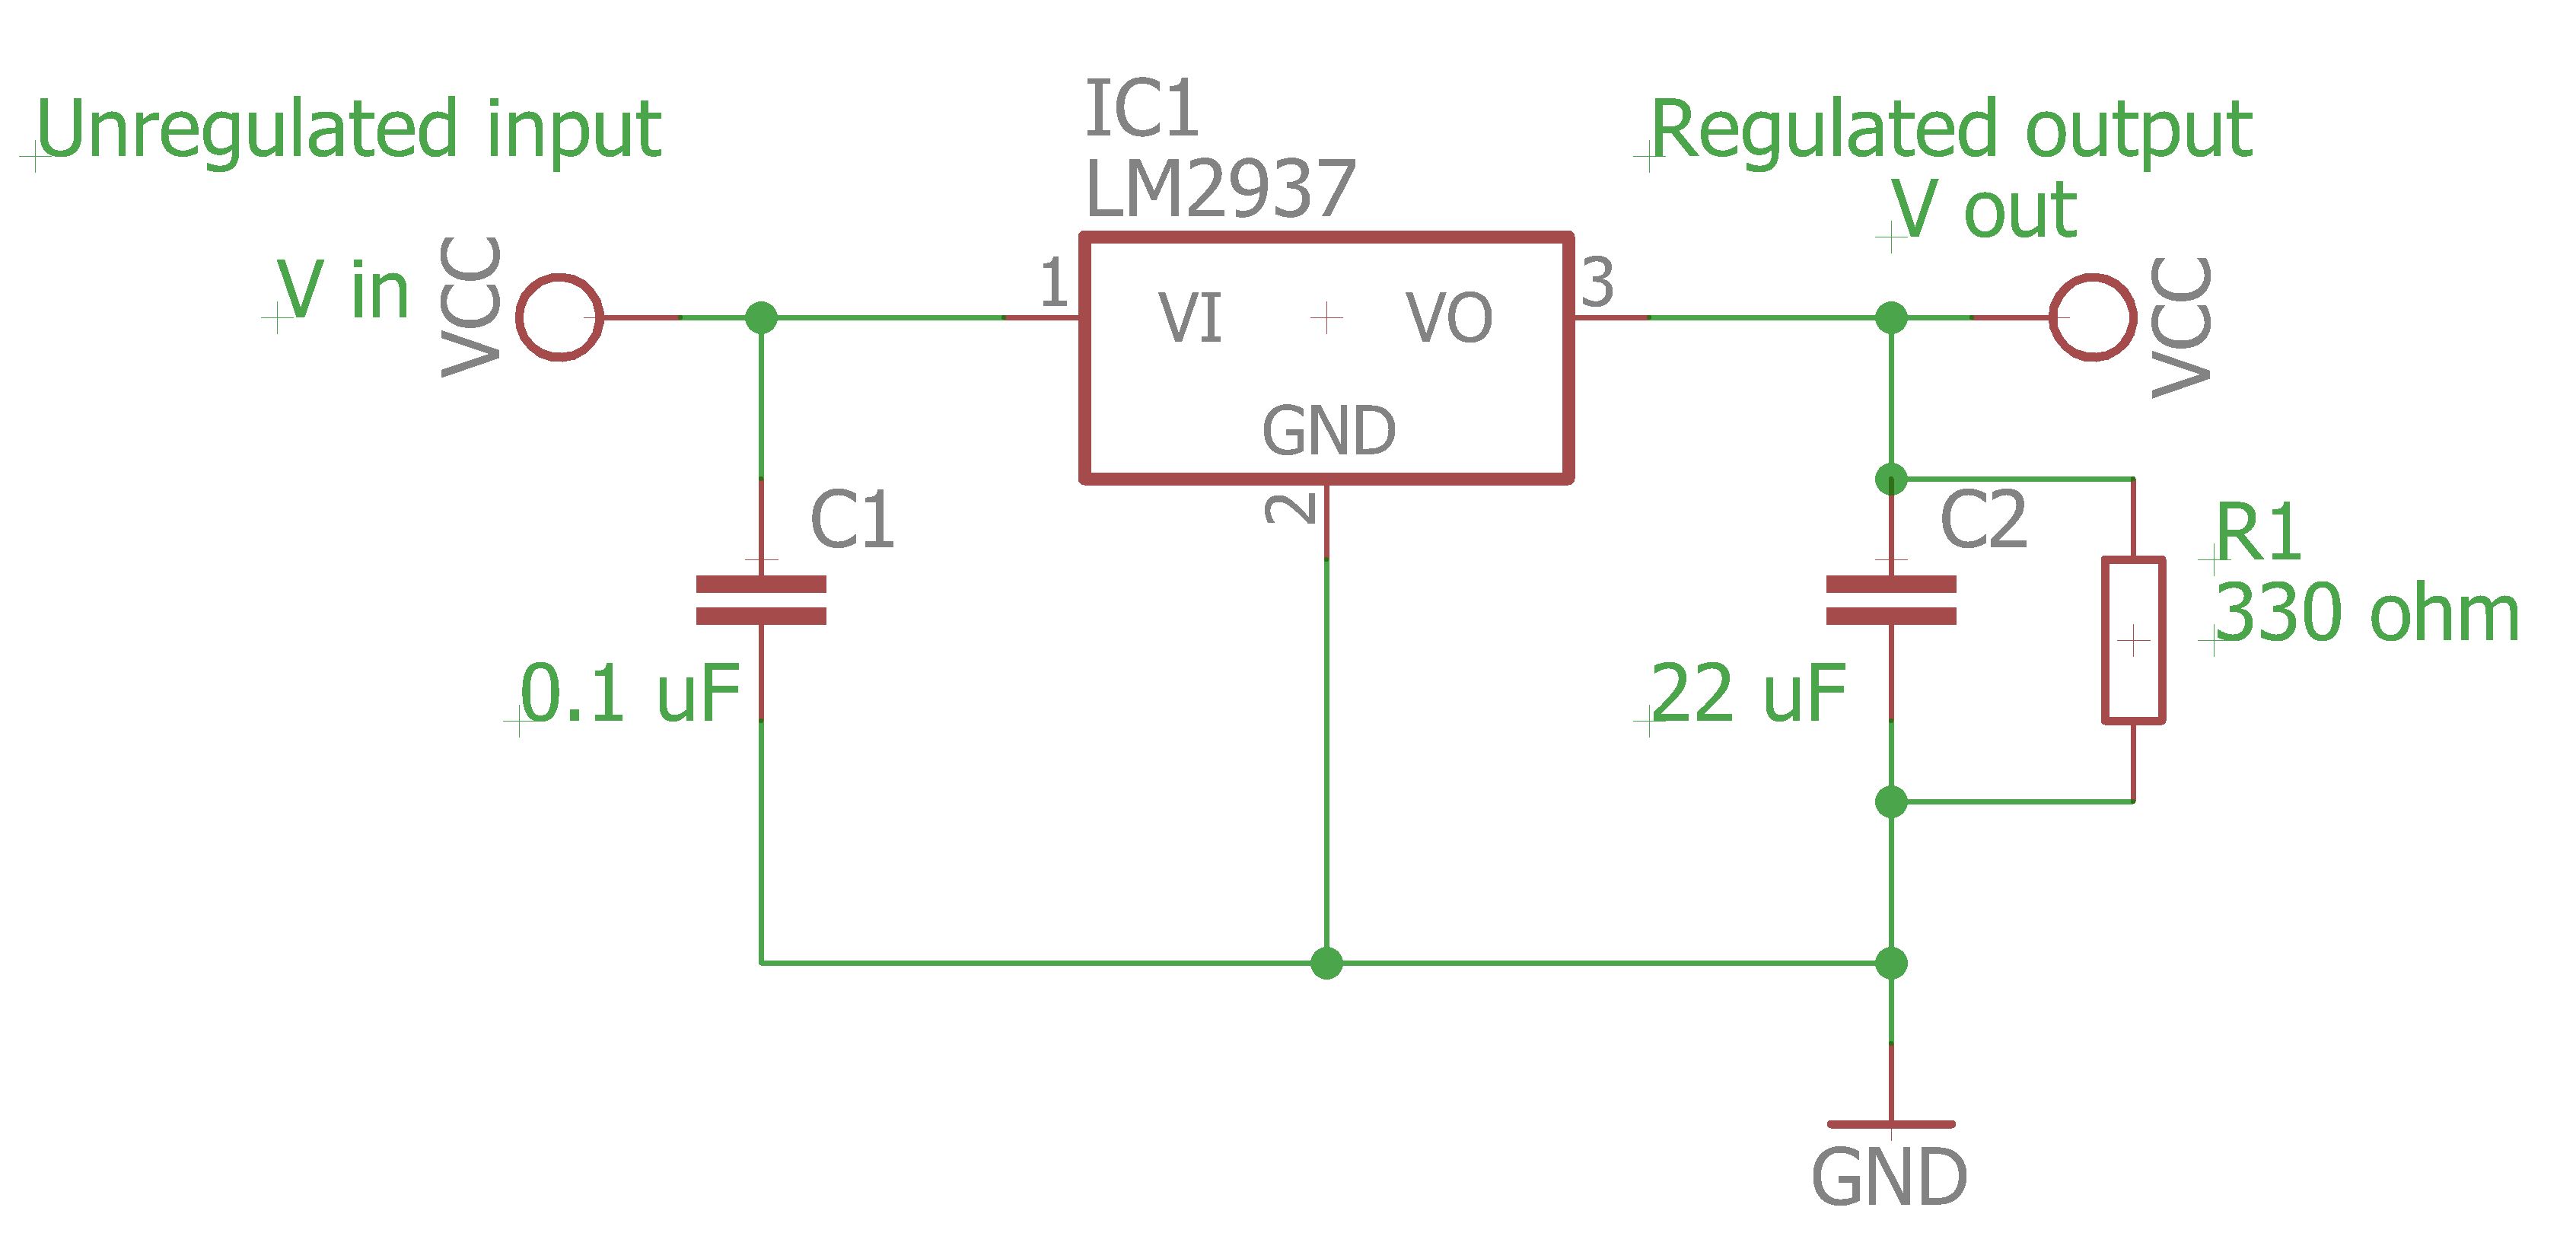 Unregulated input
IC1
LM2937
Regulated output
V out
V in
VCC
1
VI
VO
3
VCC
GND
2
C1
0.1 uF
C2
22 uF
R1
330 ohm
GND